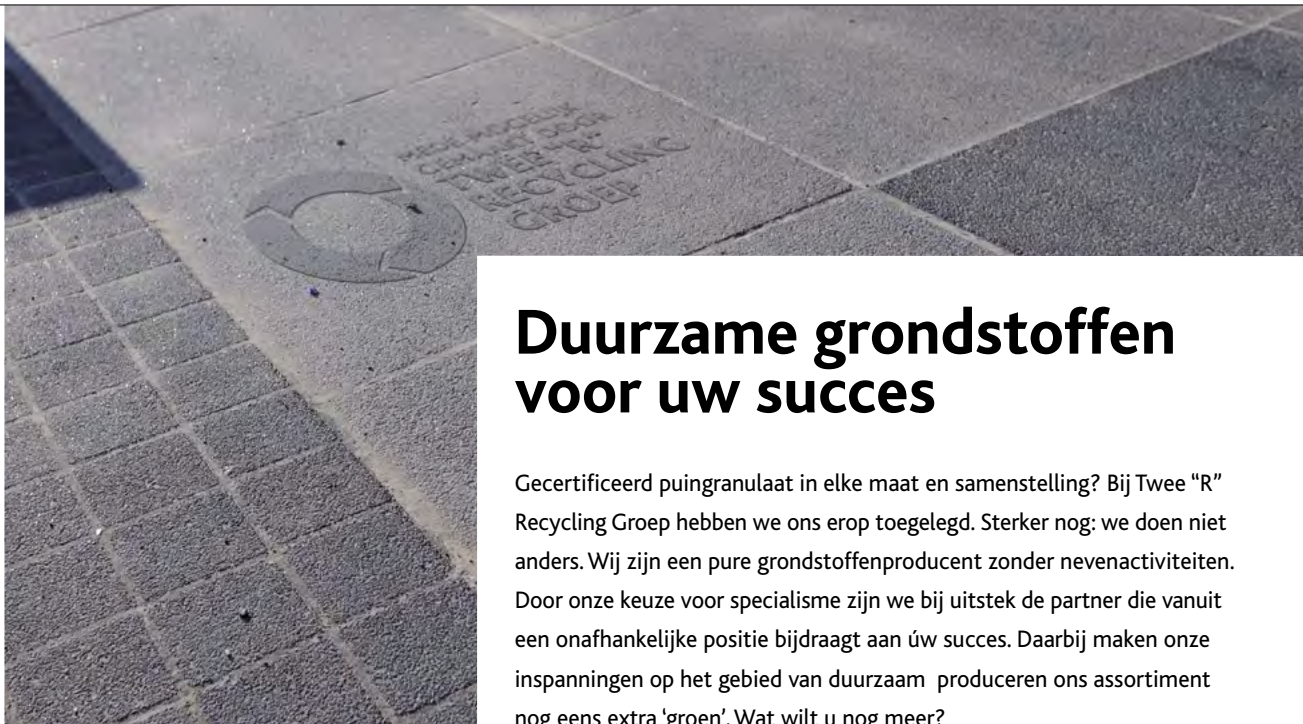 MEDE MOGELIJK
GEMAAKT DOOR
TWEE "R"
RECYCLING
GROEP
Duurzame grondstoffen
voor uw succes
Gecertificeerd puingranulaat in elke maat en samenstelling? Bij Twee “R”
Recycling Groep hebben we ons erop toegelegd. Sterker nog: we doen niet
anders. Wij zijn een pure grondstoffenproducent zonder nevenactiviteiten.
Door onze keuze voor specialisme zijn we bij uitstek de partner die vanuit
een onafhankelijke positie bijdraagt aan úw succes. Daarbij maken onze
inspanningen op het gebied van duurzaam  produceren ons assortiment
nog eens extra ‘groen’. Wat wilt u nog meer?